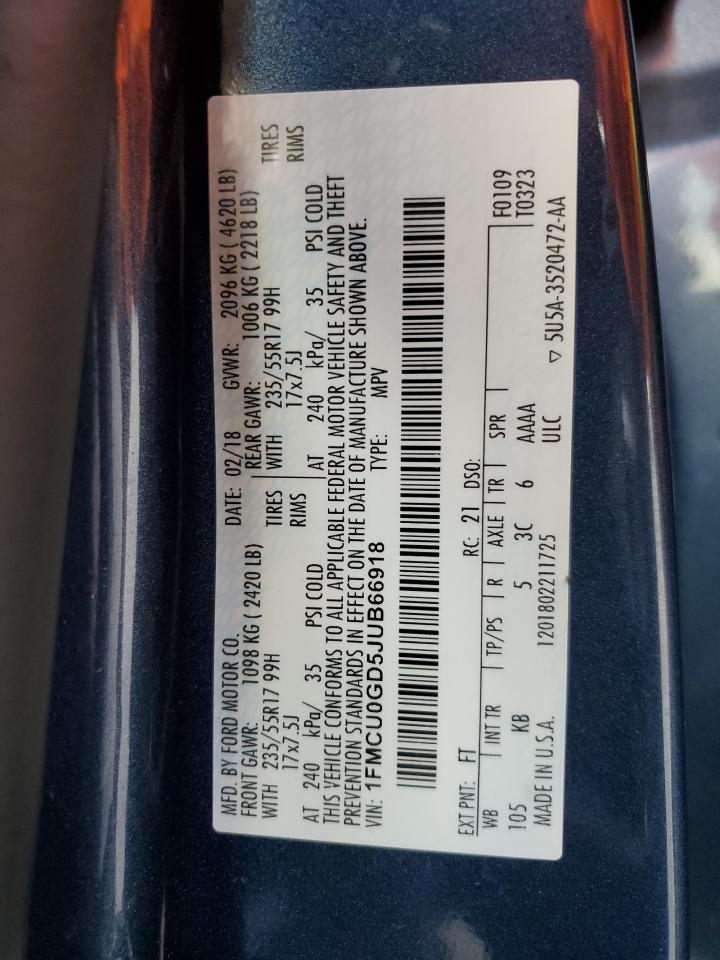 MFD. BY FORD MOTOR CO. DATE: 02/18 GVWR: 2096 KG ( 4620 LB)
FRONT GAWR: 1098 KG ( 2420 LB) REAR GAWR: 1006 KG ( 2218 LB)
WITH 235/55R17 99H TIRES WITH 235/55R17 99H TIRES
17x7.5J RIMS 17x7.5J RIMS
AT 240 kPa/ 35 PSI COLD AT 240 kPa/ 35 PSI COLD
THIS VEHICLE CONFORMS TO ALL APPLICABLE FEDERAL MOTOR VEHICLE SAFETY AND THEFT
PREVENTION STANDARDS IN EFFECT ON THE DATE OF MANUFACTURE SHOWN ABOVE.
VIN: 1FMCU0GD5JUB66918 TYPE: MPV
EXT PNT: FT RC: 21 DSO:
WB INT TR TP/PS R AXLE TR SPR F0109
105 KB 5 3C 6 AAAA T0323
MADE IN U.S.A. 1201802211725 ULC ▽ 5U5A-3520472-AA